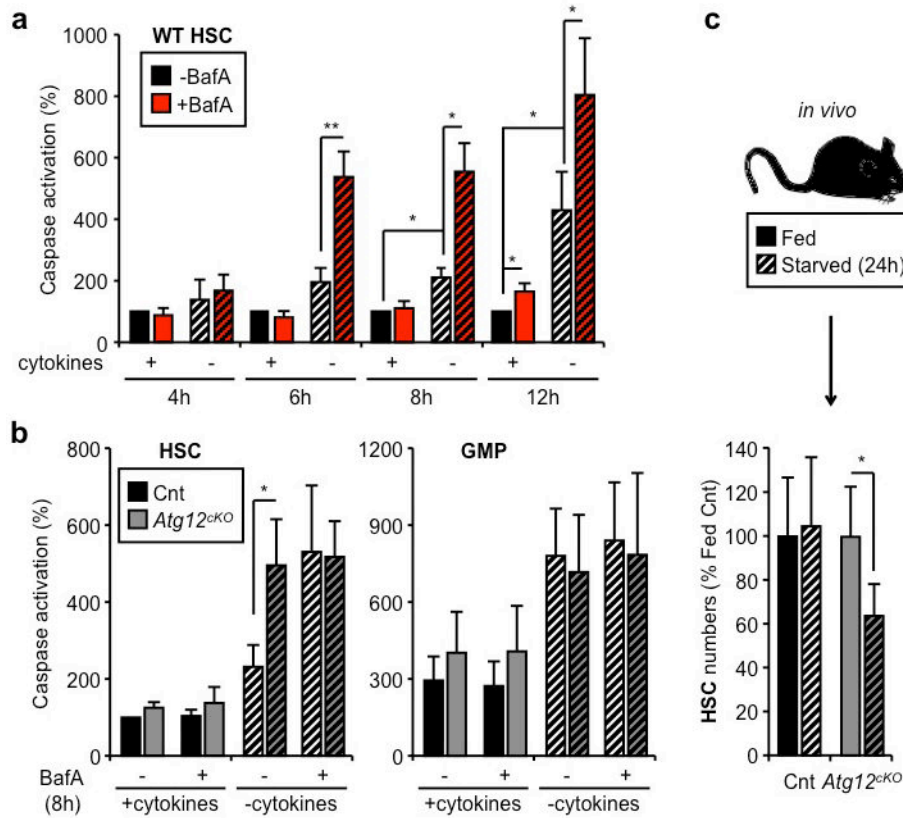 a
WT HSC
-BafA
+BafA
Caspase activation (%)
1000
800
600
400
200
0
** * * * * *
cytokines + - + - + - + -
4h 6h 8h 12h
b
HSC
Cnt
Atg12cKO
Caspase activation (%)
800
600
400
200
0
*
BafA - + - +
(8h) +cytokines -cytokines
GMP
1200
900
600
300
0
- + - +
+cytokines -cytokines
c
in vivo
Fed
Starved (24h)
HSC numbers (% Fed Cnt)
140
120
100
80
60
40
20
0
*
Cnt Atg12cKO